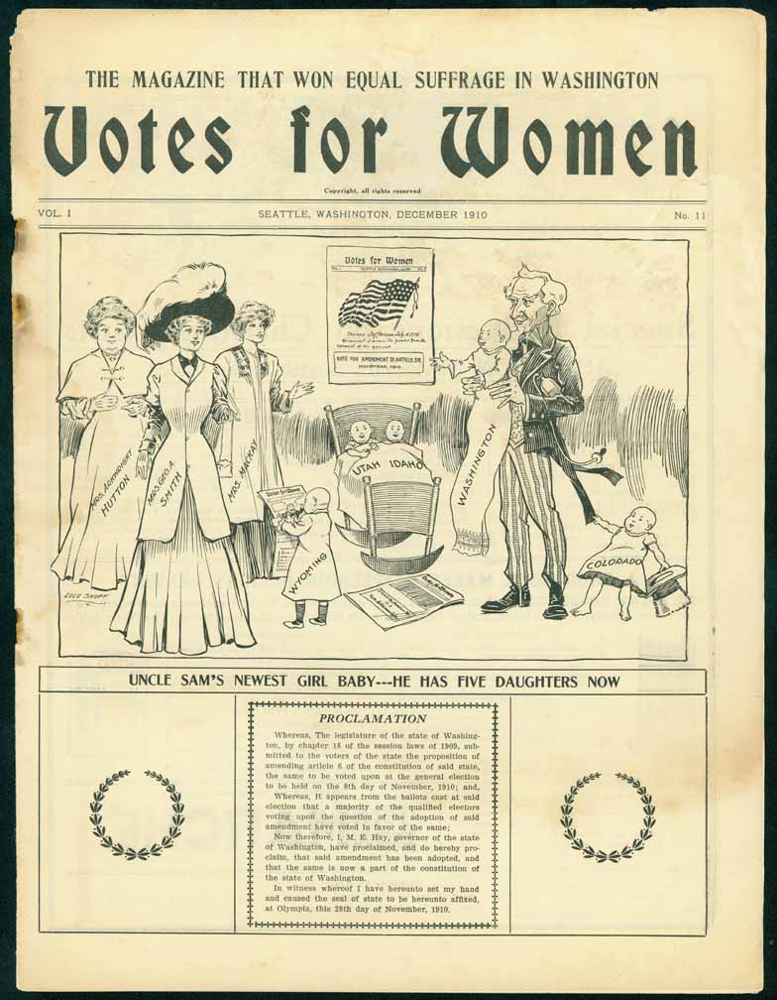 THE MAGAZINE THAT WON EQUAL SUFFRAGE IN WASHINGTON
Votes for Women
Copyright, all rights reserved
VOL. I SEATTLE, WASHINGTON, DECEMBER 1910 No. 11
Votes for Women
Thomas Jefferson July 4 1776
VOTE FOR AMENDMENT TO ARTICLE SIX
NOVEMBER, 1910
MRS. ARKWRIGHT
HUTTON
MRS. GEO. A
SMITH
MRS. MACKAY
Votes for Women
WYOMING
UTAH IDAHO
WASHINGTON
COLORADO
UNCLE SAM'S NEWEST GIRL BABY---HE HAS FIVE DAUGHTERS NOW
PROCLAMATION
Whereas, The legislature of the state of Washing-
ton, by chapter 18 of the session laws of 1909, sub-
mitted to the voters of the state the proposition of
amending article 6 of the constitution of said state,
the same to be voted upon at the general election
to be held on the 8th day of November, 1910; and,
Whereas, It appears from the ballots cast at said
election that a majority of the qualified electors
voting upon the question of the adoption of said
amendment have voted in favor of the same;
Now therefore, I, M. E. Hay, governor of the state
of Washington, have proclaimed, and do hereby pro-
claim, that said amendment has been adopted, and
that the same is now a part of the constitution of
the state of Washington.
In witness whereof I have hereunto set my hand
and caused the seal of state to be hereunto affixed,
at Olympia, this 28th day of November, 1910.